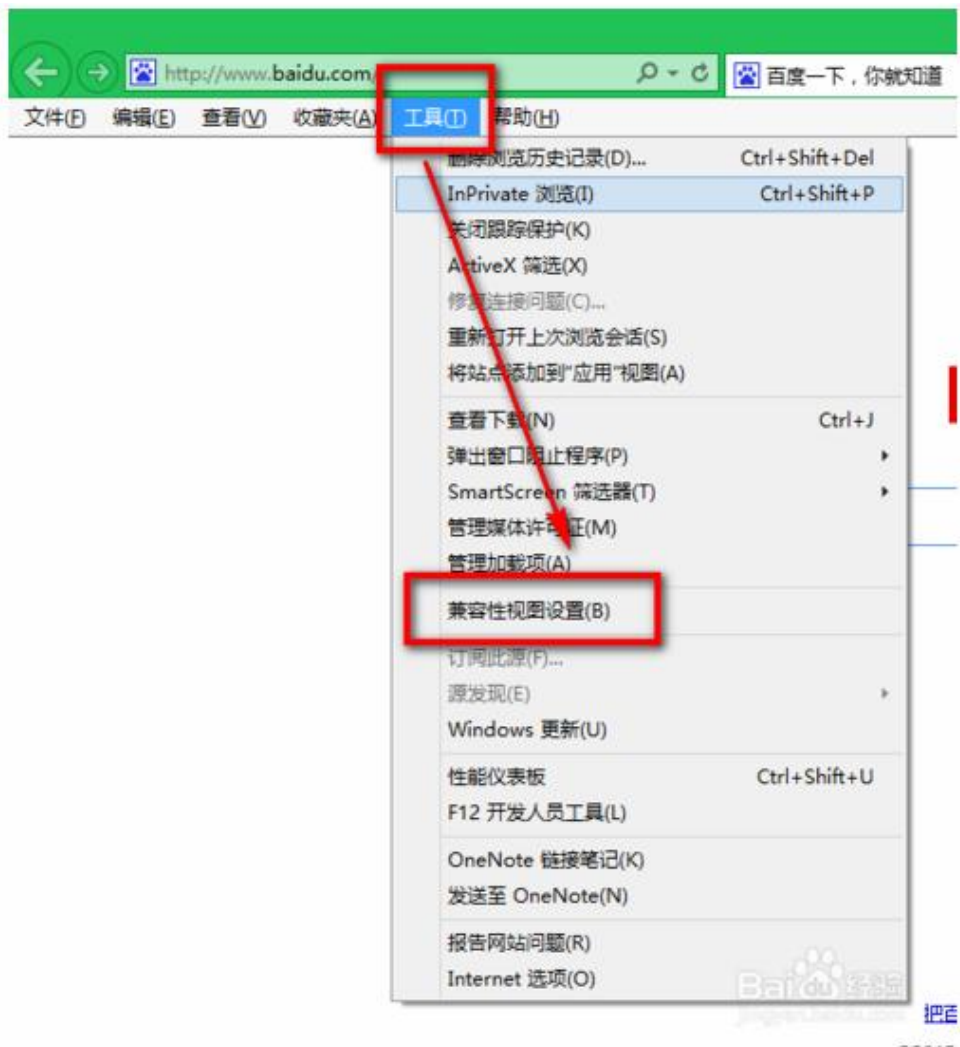 http://www.baidu.com/
百度一下，你就知道
文件(F) 编辑(E) 查看(V) 收藏夹(A) 工具(T) 帮助(H)
删除浏览历史记录(D)... Ctrl+Shift+Del
InPrivate 浏览(I) Ctrl+Shift+P
关闭跟踪保护(K)
ActiveX 筛选(X)
修复连接问题(C)...
重新打开上次浏览会话(S)
将站点添加到"应用"视图(A)
查看下载(N) Ctrl+J
弹出窗口阻止程序(P)
SmartScreen 筛选器(T)
管理媒体许可证(M)
管理加载项(A)
兼容性视图设置(B)
订阅此源(F)...
源发现(E)
Windows 更新(U)
性能仪表板 Ctrl+Shift+U
F12 开发人员工具(L)
OneNote 链接笔记(K)
发送至 OneNote(N)
报告网站问题(R)
Internet 选项(O)
Baidu 经验
jingyan.baidu.com
把百